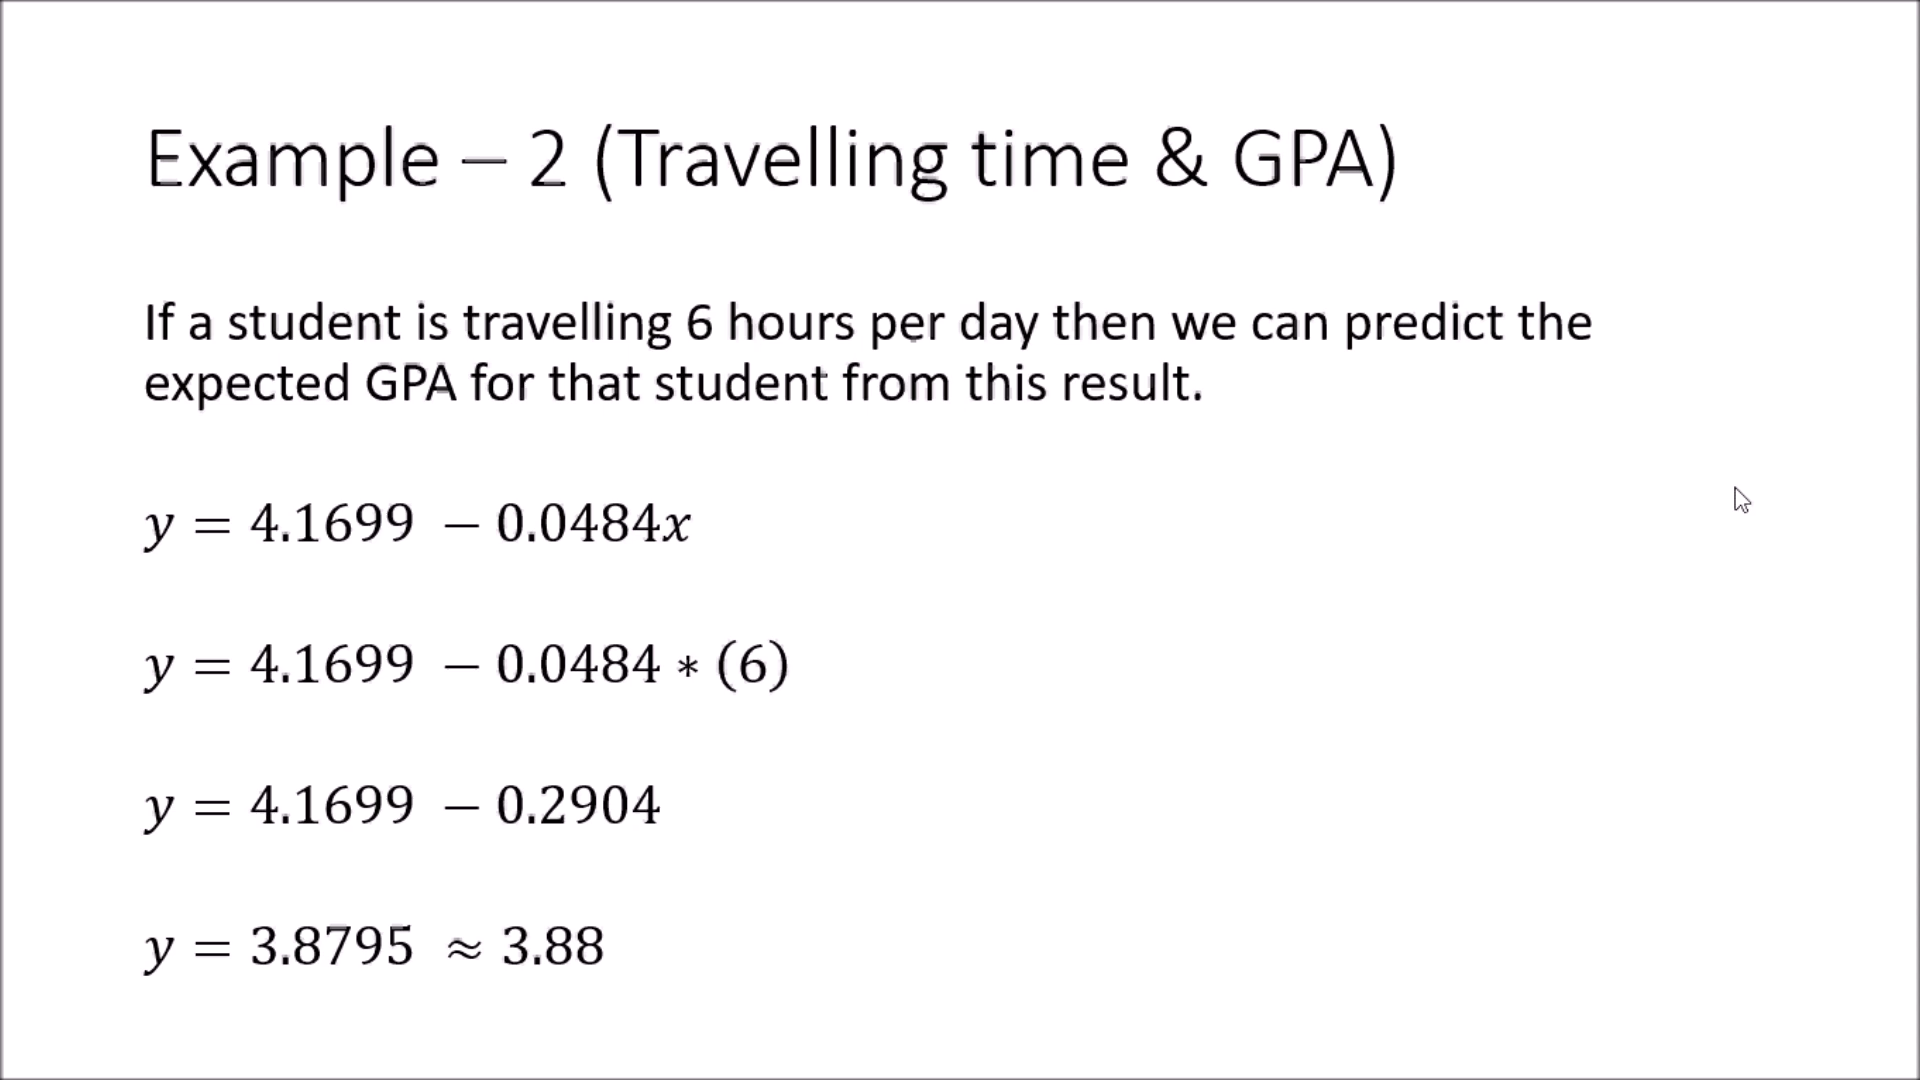 Example – 2 (Travelling time & GPA)
If a student is travelling 6 hours per day then we can predict the
expected GPA for that student from this result.
y = 4.1699 − 0.0484x
y = 4.1699 − 0.0484 ∗ (6)
y = 4.1699 − 0.2904
y = 3.8795 ≈ 3.88